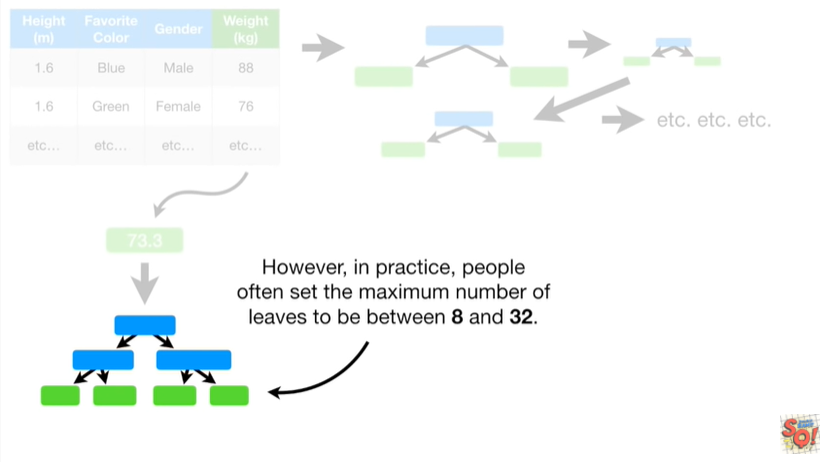 Height (m) Favorite Color Gender Weight (kg)
1.6 Blue Male 88
1.6 Green Female 76
etc... etc... etc... etc...
etc. etc. etc.
73.3
However, in practice, people
often set the maximum number of
leaves to be between 8 and 32.
SQ!